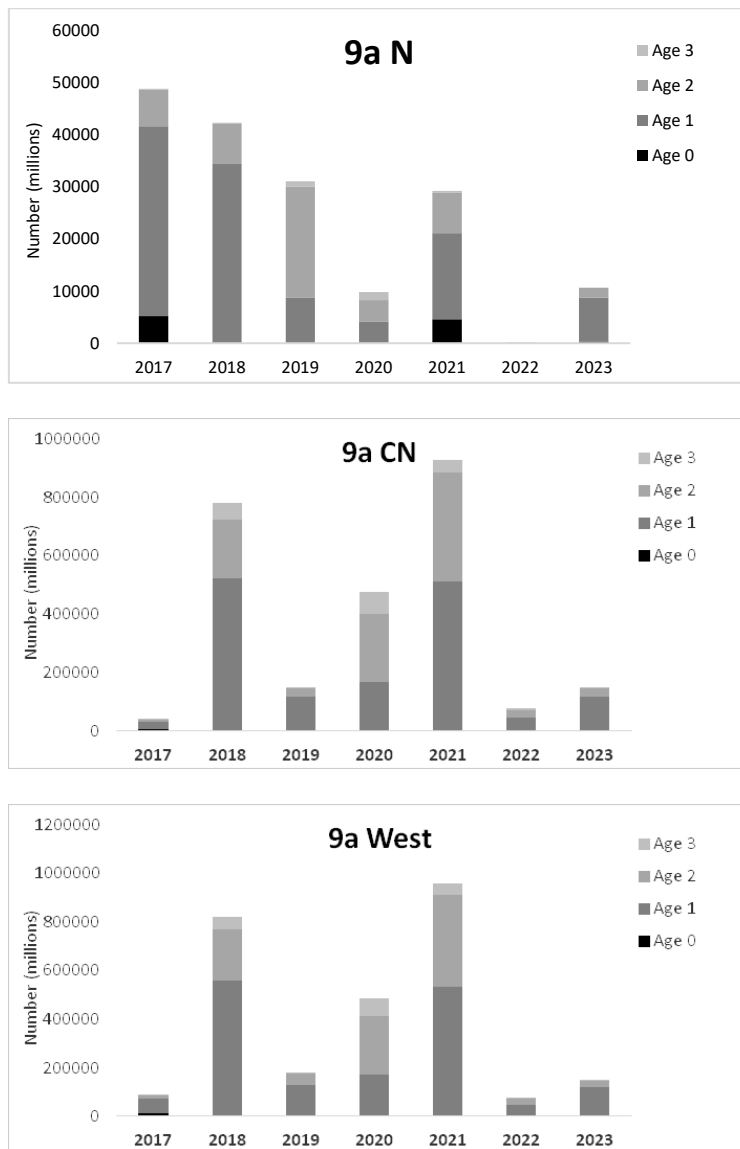 9a N
Number (millions)
60000
50000
40000
30000
20000
10000
0
2017 2018 2019 2020 2021 2022 2023
Age 3
Age 2
Age 1
Age 0
9a CN
Number (millions)
1000000
800000
600000
400000
200000
0
2017 2018 2019 2020 2021 2022 2023
Age 3
Age 2
Age 1
Age 0
9a West
Number (millions)
1200000
1000000
800000
600000
400000
200000
0
2017 2018 2019 2020 2021 2022 2023
Age 3
Age 2
Age 1
Age 0